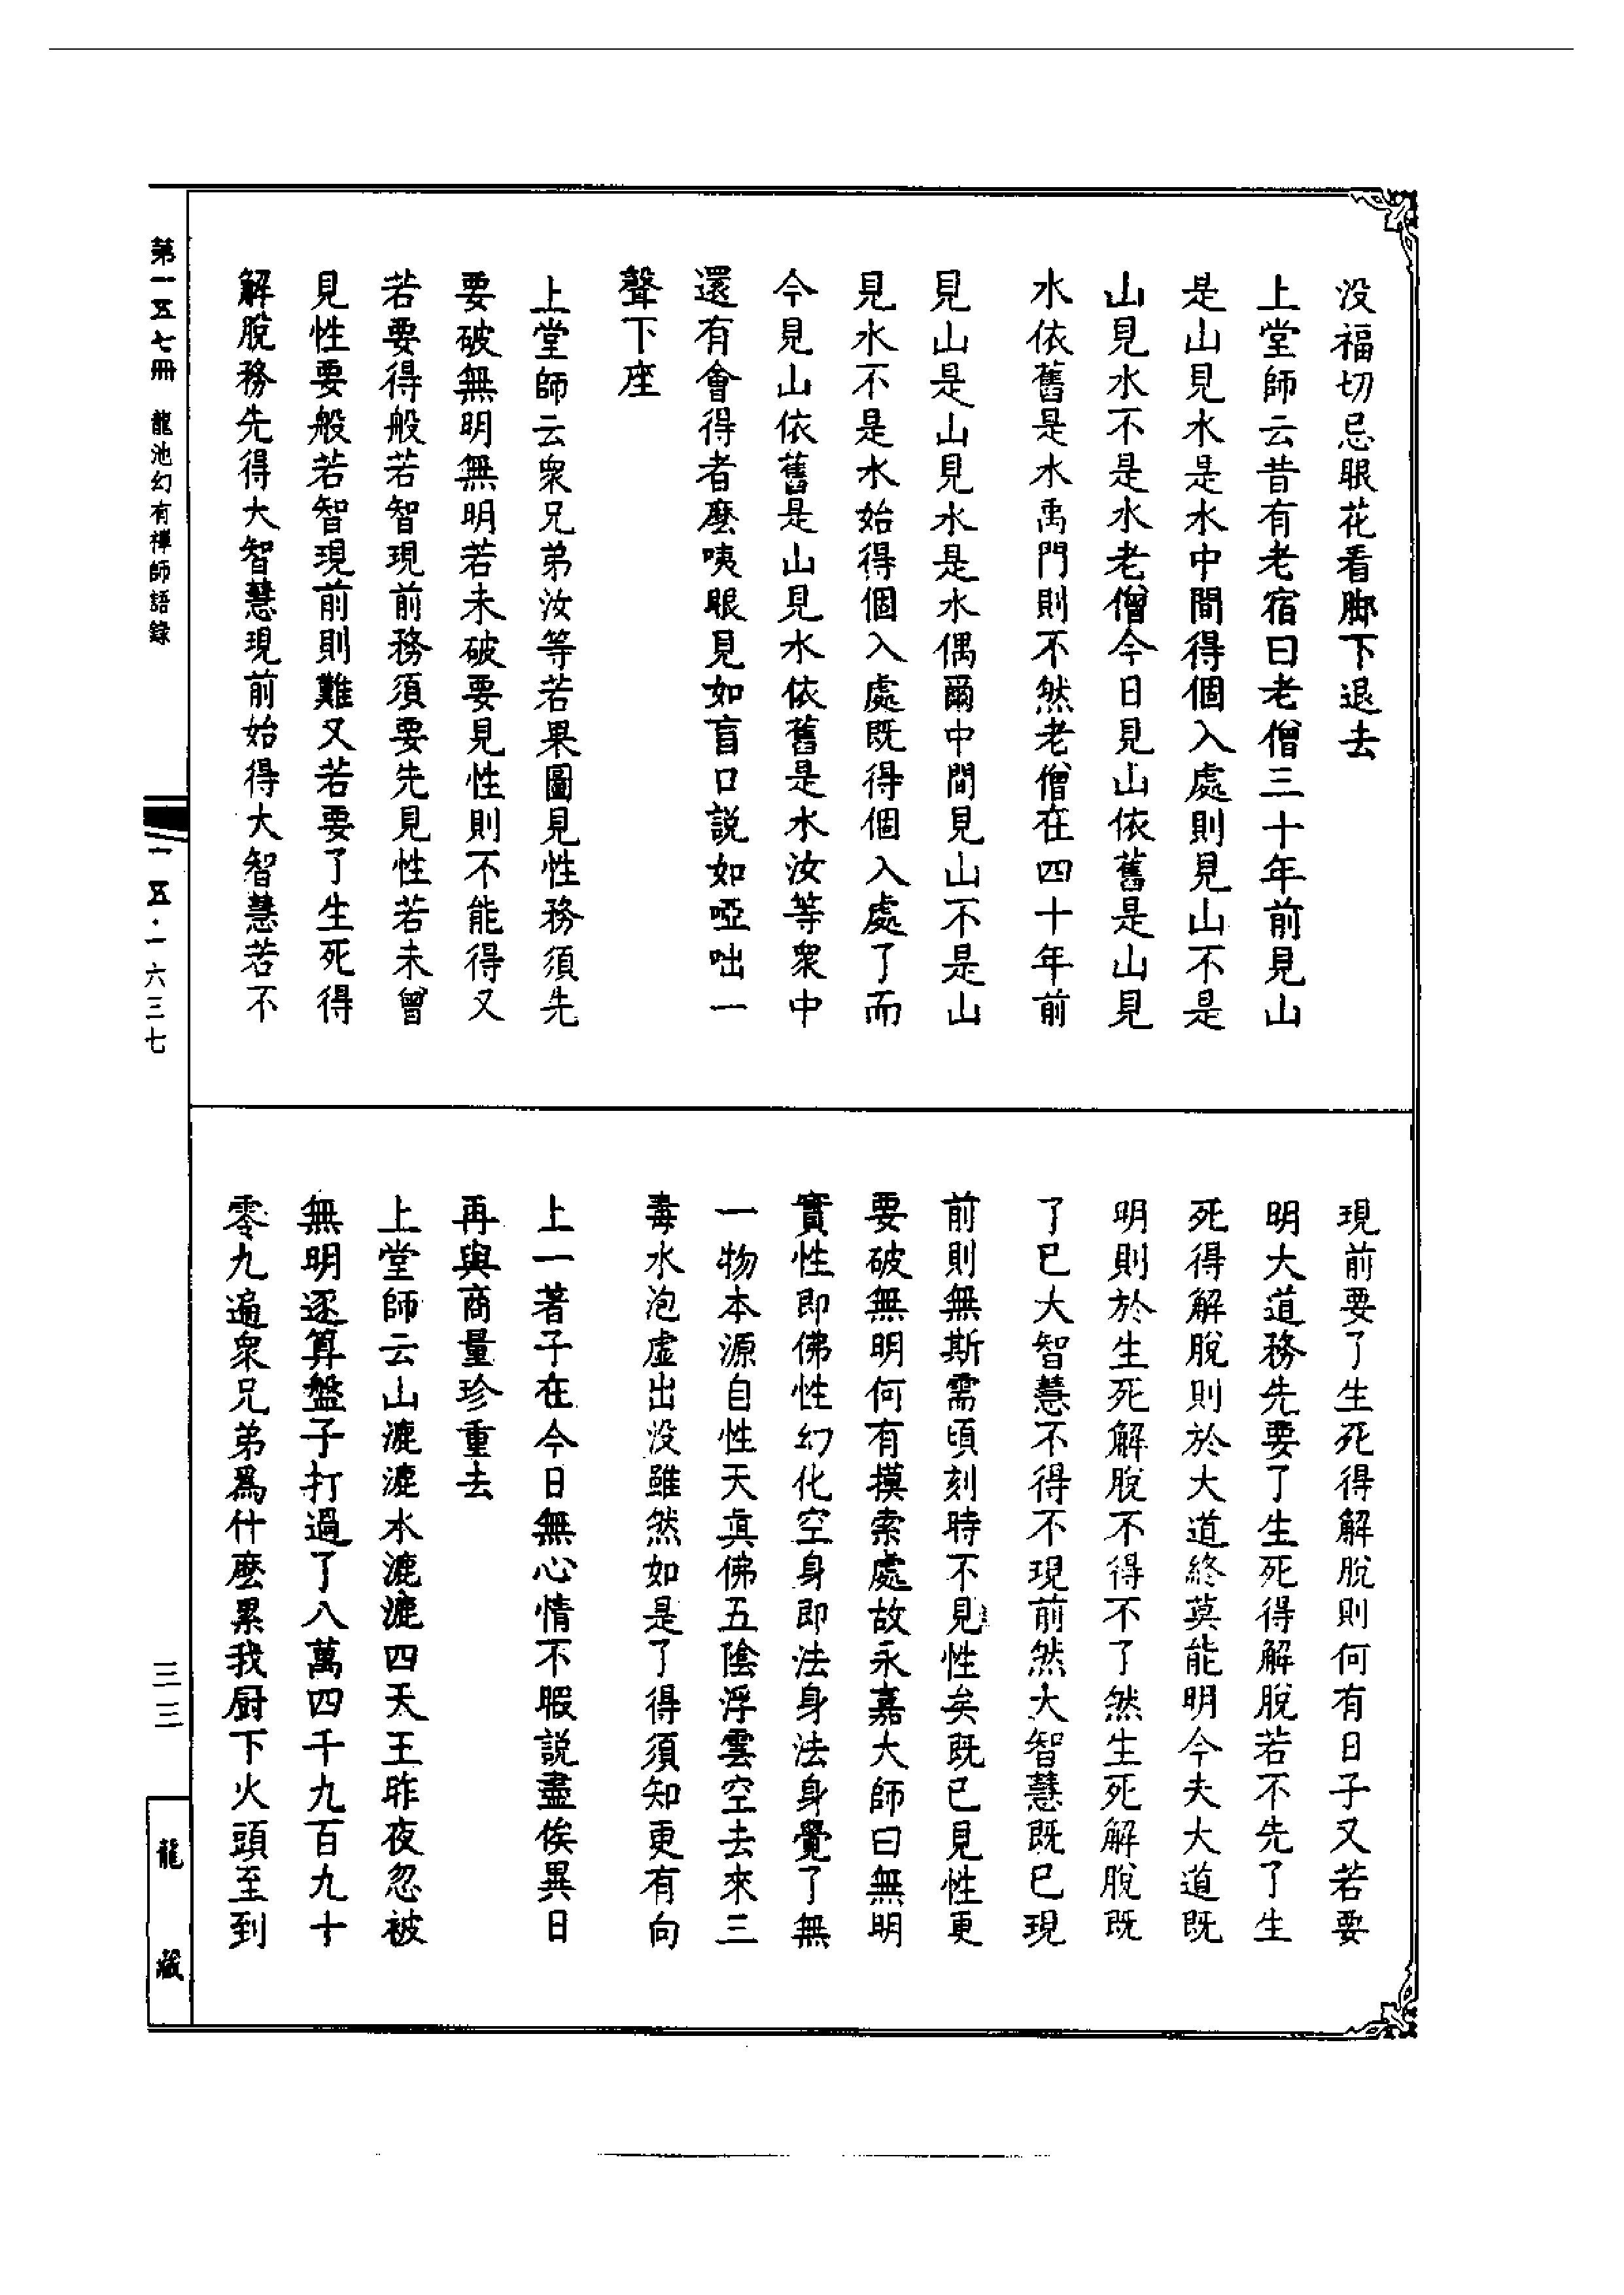 没福切忌眼花看脚下退去
上堂師云昔有老宿曰老僧三十年前見山
是山見水是水中間得個入處則見山不是
山見水不是水老僧今日見山依舊是山見
水依舊是水禹門則不然老僧在四十年前
見山是山見水是水偶爾中間見山不是山
見水不是水始得個入處既得個入處了而
今見山依舊是山見水依舊是水汝等衆中
還有會得者麼咦眼見如盲口説如啞咄一
聲下座
上堂師云衆兄弟汝等若果圖見性務須先
要破無明無明若未破要見性則不能得又
若要得般若智現前務須要先見性若未曾
見性要般若智現前則難又若要了生死得
解脫務先得大智慧現前始得大智慧若不
現前要了生死得解脫則何有日子又若要
明大道務先要了生死得解脫若不先了生
死得解脫則於大道終莫能明今夫大道既
明則於生死解脫不得不了然生死解脫既
了已大智慧不得不現前然大智慧既已現
前則無斯需頃刻時不見性矣既已見性更
要破無明何有摸索處故永嘉大師曰無明
實性即佛性幻化空身即法身法身覺了無
一物本源自性天真佛五陰浮雲空去來三
毒水泡虛出没雖然如是了得須知更有向
上一著子在今日無心情不暇説盡俟異日
再與商量珍重去
上堂師云山漉漉水漉漉四天王昨夜忽被
無明逐算盤子打過了八萬四千九百九十
零九遍衆兄弟爲什麽累我厨下火頭至到
第一五七冊 龍池幻有禪師語錄
一五·一六三七
三三
龍藏